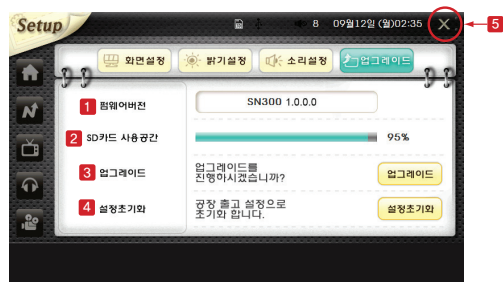 Setup
8 09월12일 (월)02:35
5
화면설정 밝기설정 소리설정 업그레이드
1 펌웨어버전 SN300 1.0.0.0
2 SD카드 사용공간 95%
3 업그레이드 업그레이드를
진행하시겠습니까? 업그레이드
4 설정초기화 공장 출고 설정으로
초기화 합니다. 설정초기화